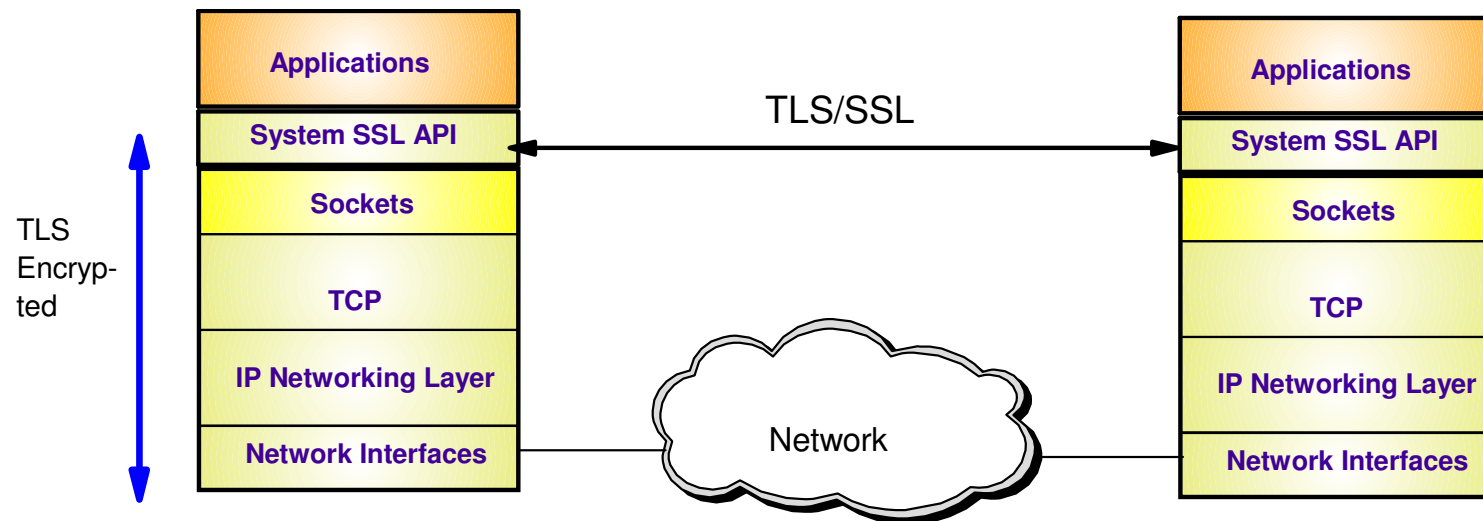 Applications
System SSL API
Sockets
TCP
IP Networking Layer
Network Interfaces
TLS
Encryp-
ted
TLS/SSL
Network
Applications
System SSL API
Sockets
TCP
IP Networking Layer
Network Interfaces